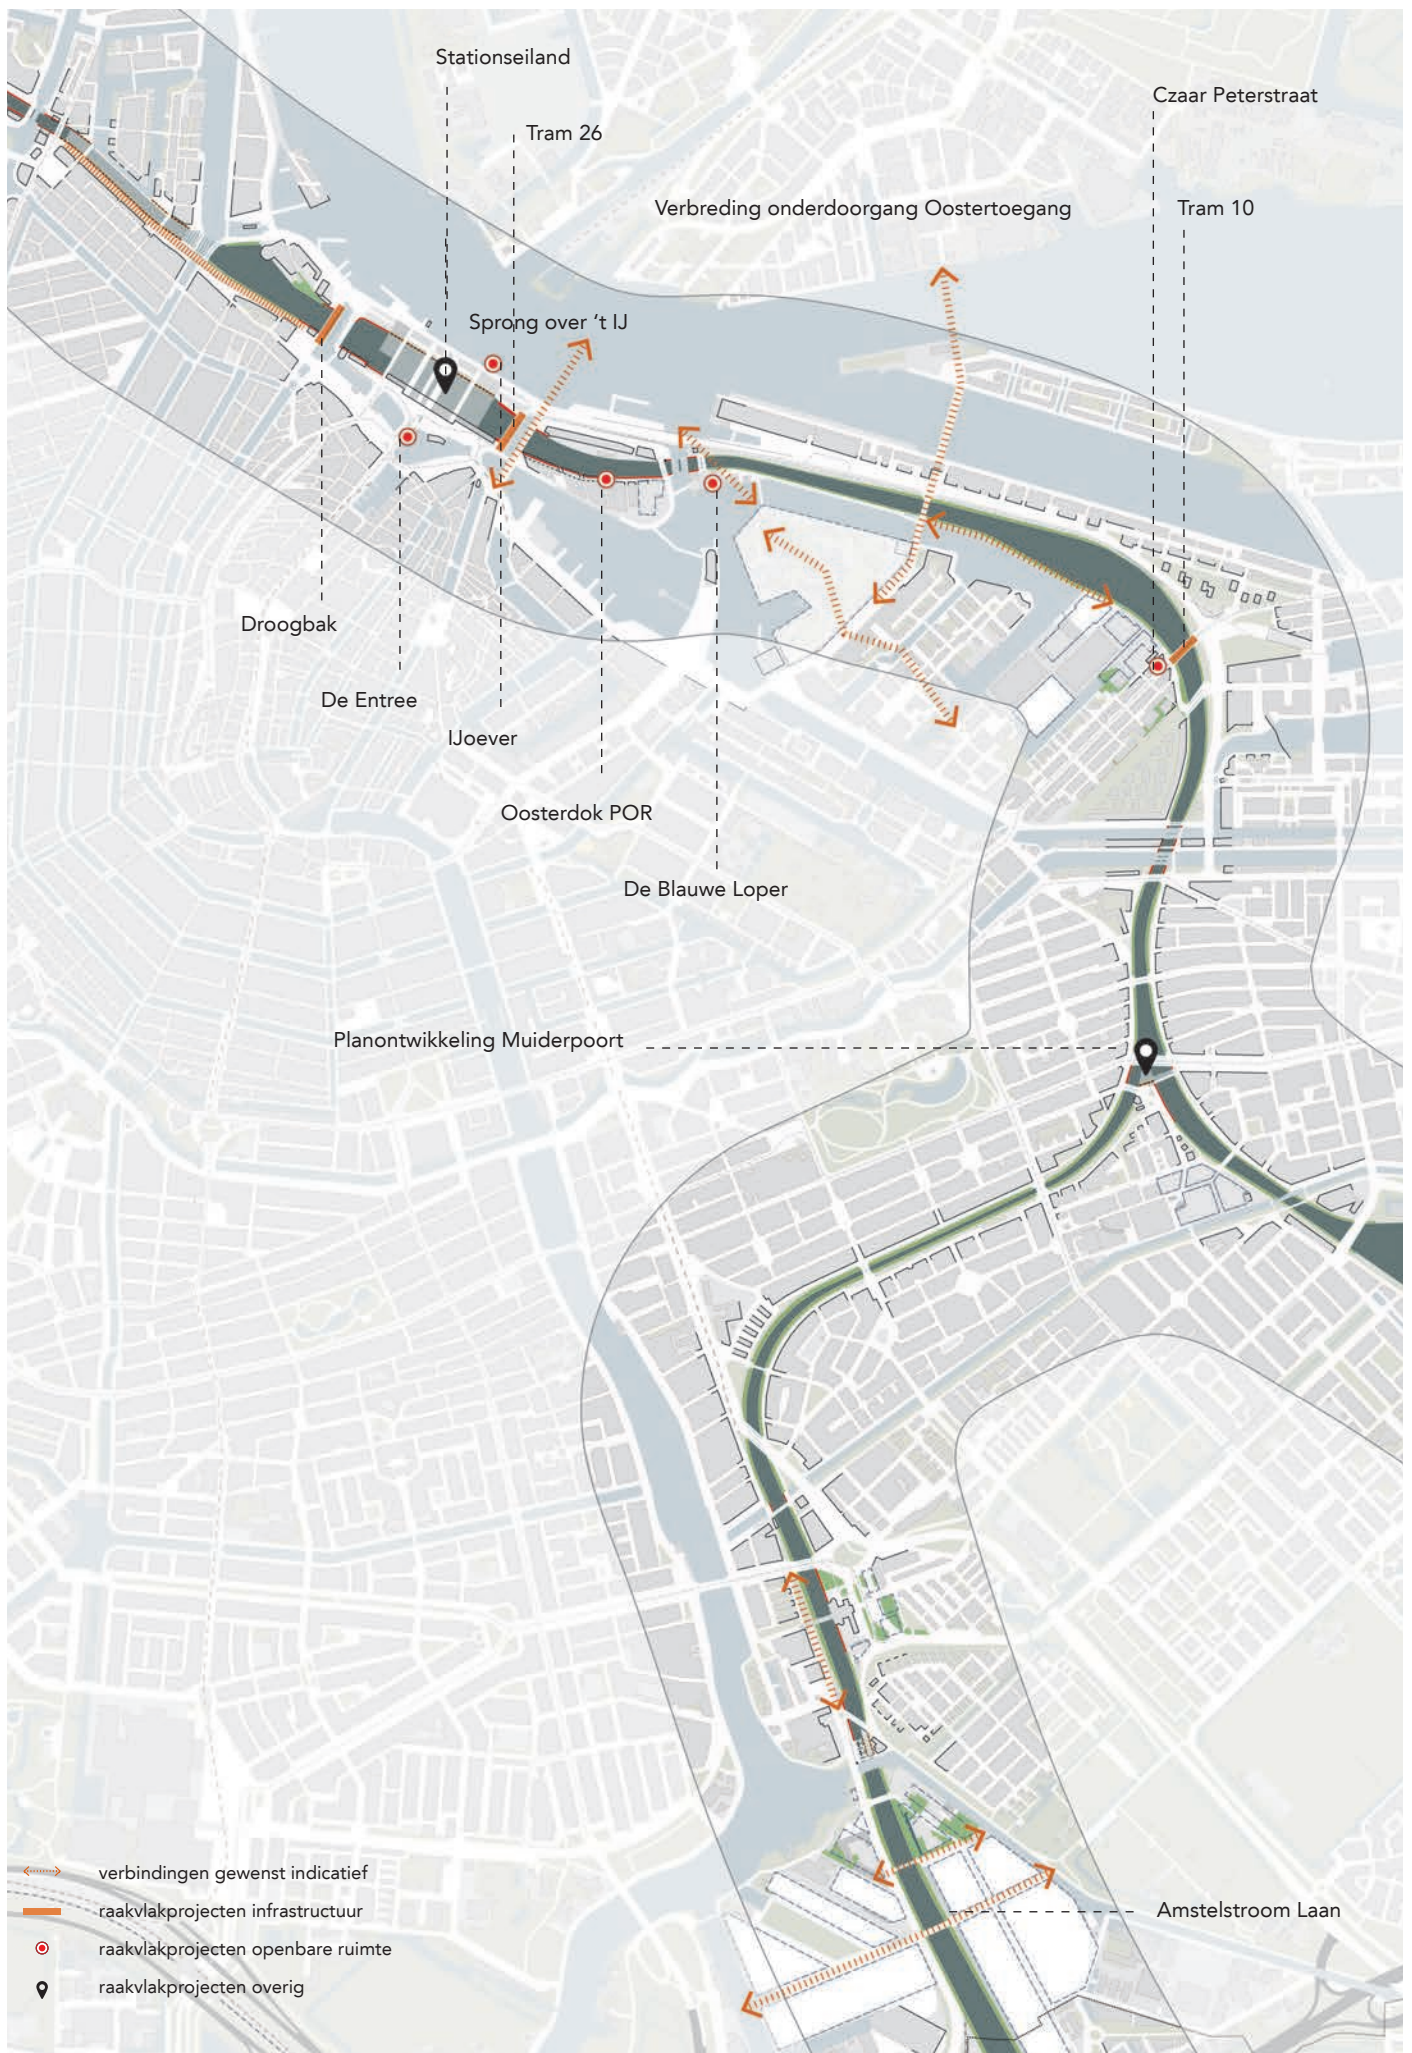 Stationseiland
Czaar Peterstraat
Tram 26
Verbreding onderdoorgang Oostertoegang
Tram 10
Sprong over ‘t IJ
Droogbak
De Entree
IJoever
Oosterdok POR
De Blauwe Loper
Planontwikkeling Muiderpoort
verbindingen gewenst indicatief
raakvlakprojecten infrastructuur
Amstelstroom Laan
raakvlakprojecten openbare ruimte
raakvlakprojecten overig